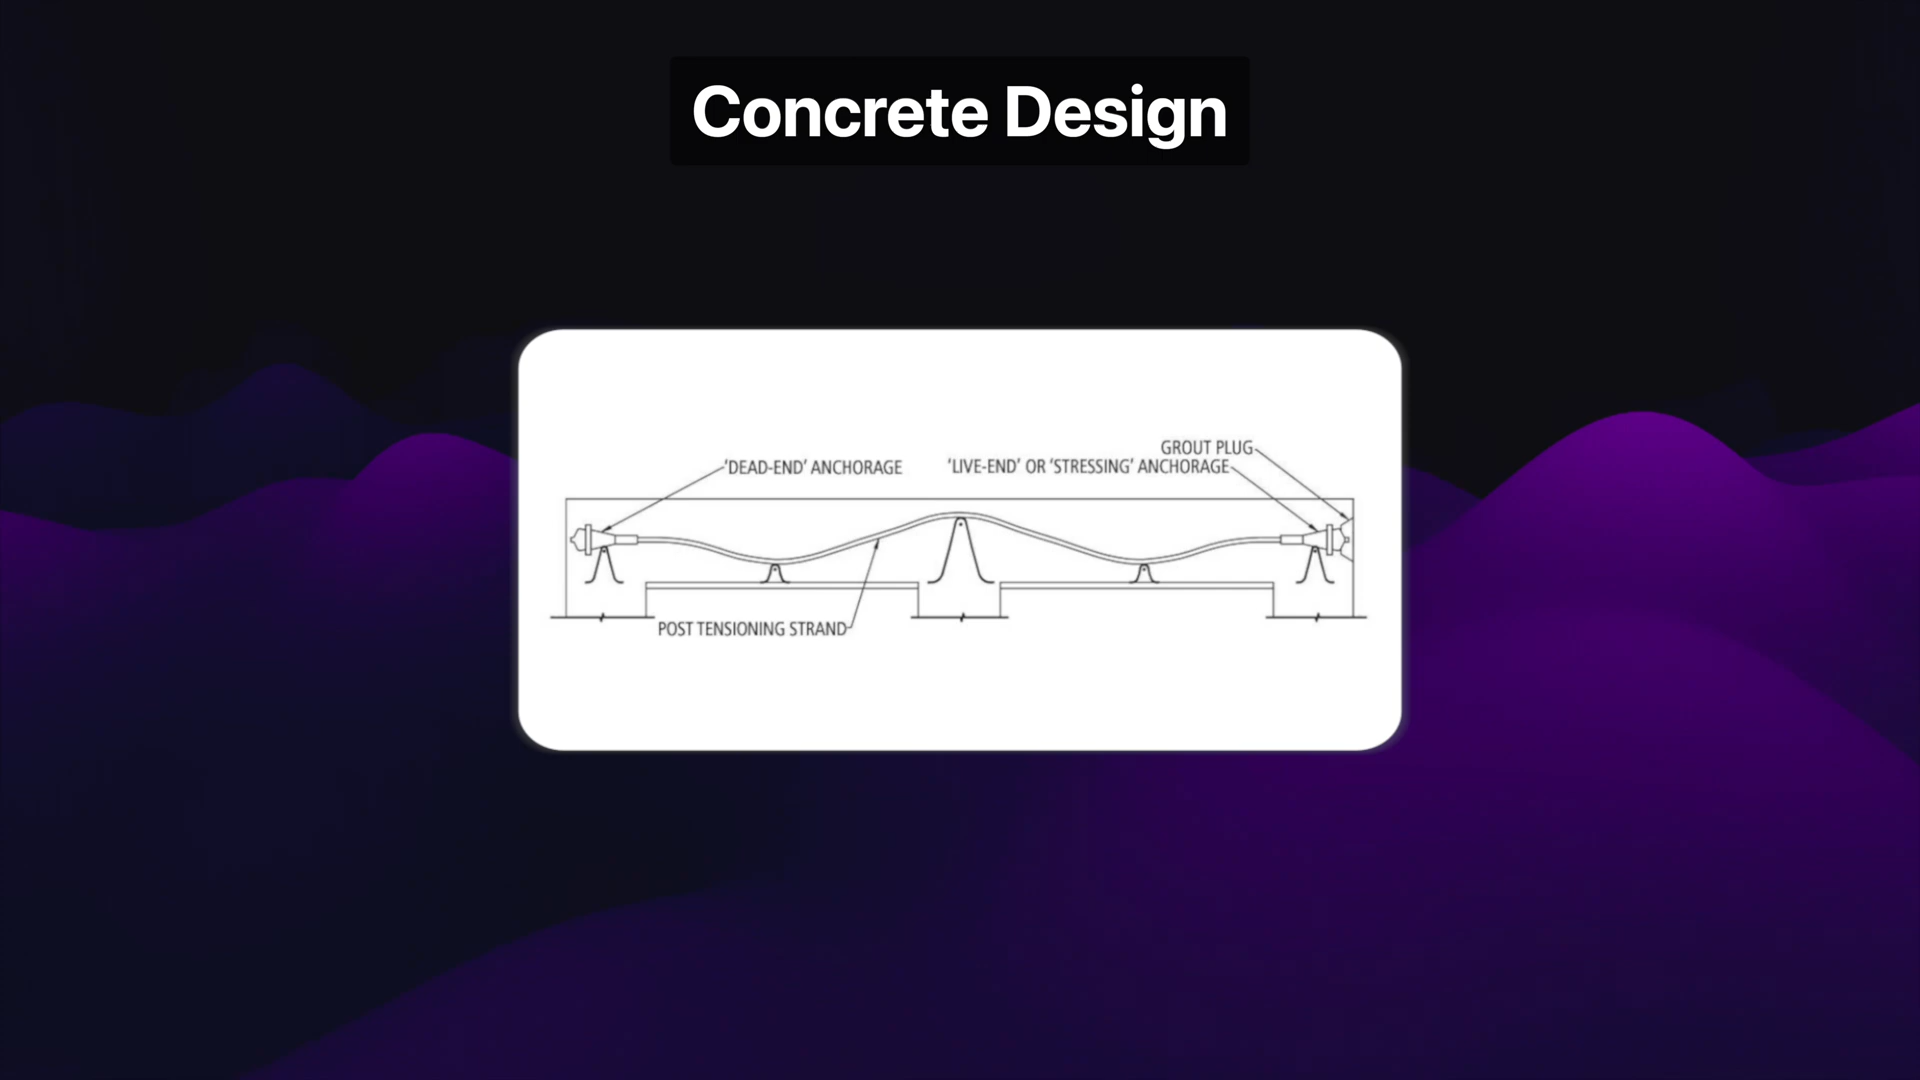 Concrete Design
GROUT PLUG
'DEAD-END' ANCHORAGE
'LIVE-END' OR 'STRESSING' ANCHORAGE
POST TENSIONING STRAND